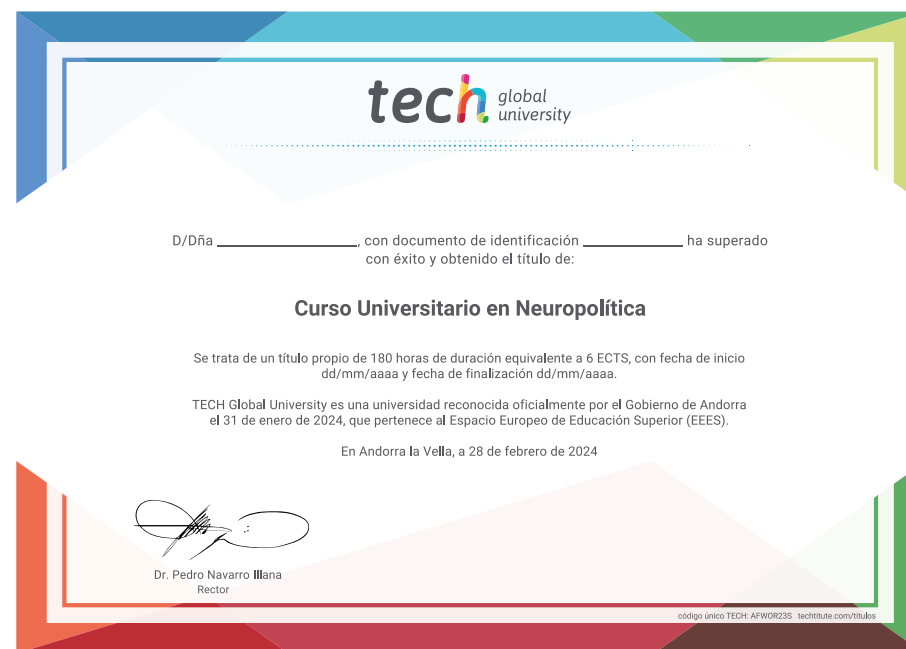 tech global university
D/Dña ____________, con documento de identificación ____________ ha superado
con éxito y obtenido el título de:
Curso Universitario en Neuropolítica
Se trata de un título propio de 180 horas de duración equivalente a 6 ECTS, con fecha de inicio
dd/mm/aaaa y fecha de finalización dd/mm/aaaa.
TECH Global University es una universidad reconocida oficialmente por el Gobierno de Andorra
el 31 de enero de 2024, que pertenece al Espacio Europeo de Educación Superior (EEES).
En Andorra la Vella, a 28 de febrero de 2024
Dr. Pedro Navarro Illana
Rector
código único TECH: AFWOR23S techtitute.com/titulos